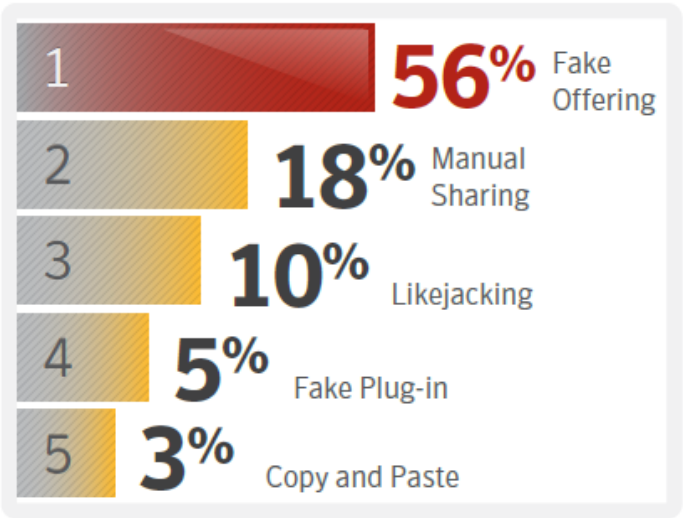 1
56% Fake
Offering
2
18% Manual
Sharing
3
10% Likejacking
4
5% Fake Plug-in
5
3% Copy and Paste